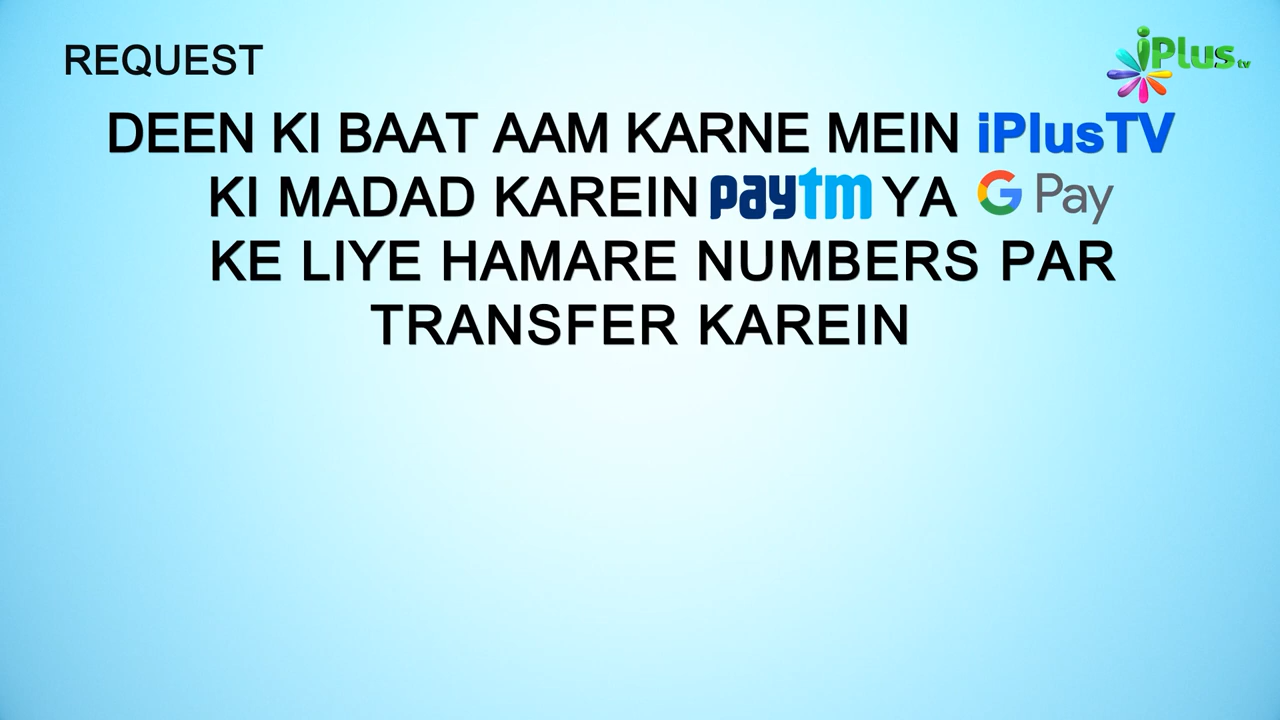 REQUEST
iPlus tv
DEEN KI BAAT AAM KARNE MEIN iPlusTV
KI MADAD KAREIN paytm YA G Pay
KE LIYE HAMARE NUMBERS PAR
TRANSFER KAREIN